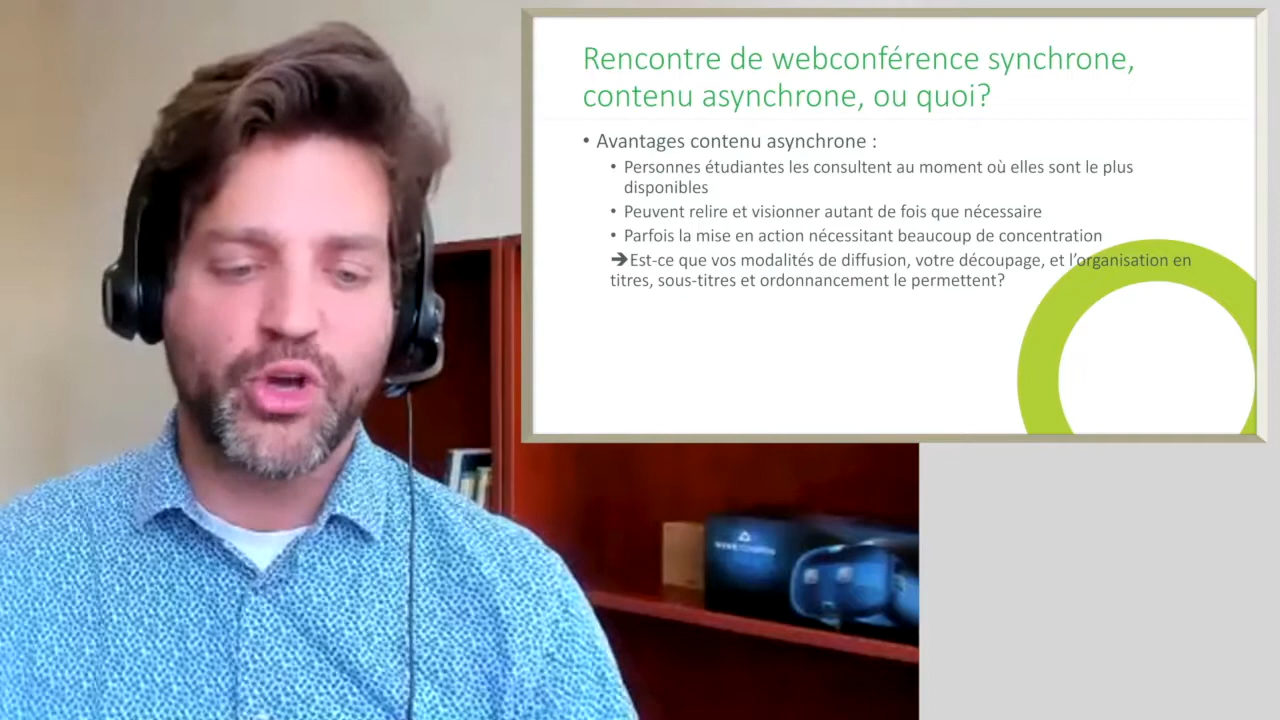 Rencontre de webconférence synchrone,
contenu asynchrone, ou quoi?
• Avantages contenu asynchrone :
• Personnes étudiantes les consultent au moment où elles sont le plus
disponibles
• Peuvent relire et visionner autant de fois que nécessaire
• Parfois la mise en action nécessitant beaucoup de concentration
➔Est-ce que vos modalités de diffusion, votre découpage, et l'organisation en
titres, sous-titres et ordonnancement le permettent?